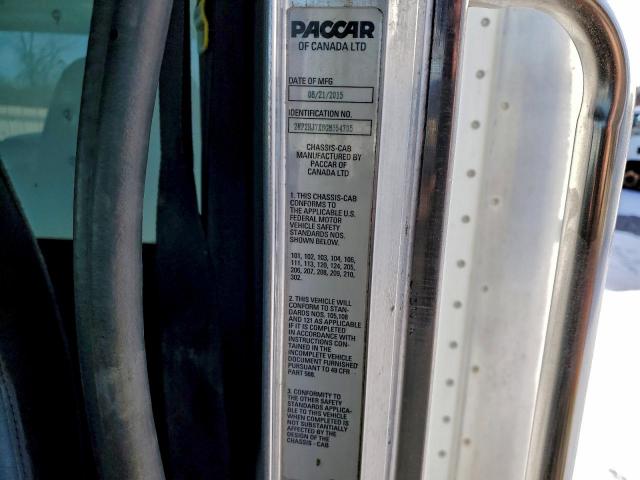 PACCAR
OF CANADA LTD
DATE OF MFG
08/21/2015
IDENTIFICATION NO.
CHASSIS-CAB
MANUFACTURED BY
PACCAR OF
CANADA LTD
1. THIS CHASSIS-CAB
CONFORMS TO
THE APPLICABLE U.S.
FEDERAL MOTOR
VEHICLE SAFETY
STANDARDS NOS.
SHOWN BELOW.
101, 102, 103, 104, 106,
111, 113, 120, 124, 205,
206, 207, 208, 209, 210,
302.
2. THIS VEHICLE WILL
CONFORM TO STAN-
DARDS NOS. 105,108
AND 121 AS APPLICABLE
IF IT IS COMPLETED
IN ACCORDANCE WITH
INSTRUCTIONS CON-
TAINED IN THE
INCOMPLETE VEHICLE
DOCUMENT FURNISHED
PURSUANT TO 49 CFR
PART 568.
3. CONFORMITY TO
THE OTHER SAFETY
STANDARDS APPLICA-
BLE TO THIS VEHICLE
WHEN COMPLETED IS
NOT SUBSTANTIALLY
AFFECTED BY THE
DESIGN OF THE
CHASSIS - CAB